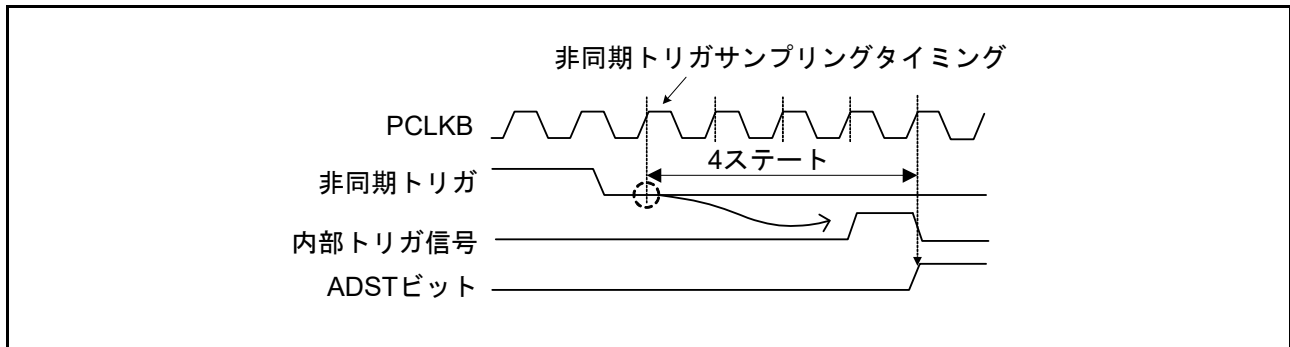 非同期トリガサンプリングタイミング
PCLKB
4ステート
非同期トリガ
内部トリガ信号
ADSTビット